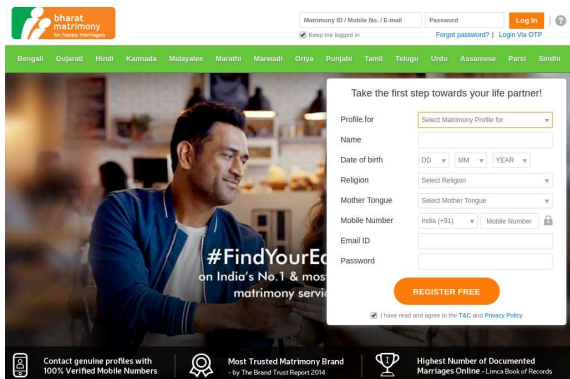 bharat
matrimony
for happy marriages
Matrimony ID / Mobile No. / E-mail
Password
Log In
?
Keep me logged in
Forgot password? |
Login Via OTP
Bengali Gujarati Hindi Kannada Malayalee Marathi Marwadi Oriya Punjabi Tamil Telugu Urdu Assamese Parsi Sindhi
Take the first step towards your life partner!
Profile for
Select Matrimony Profile for
Name
Date of birth
DD MM YEAR
Religion
Select Religion
Mother Tongue
Select Mother Tongue
Mobile Number
India (+91)
Mobile Number
Email ID
Password
REGISTER FREE
I have read and agree to the T&C and Privacy Policy
#FindYourEq
on India's No.1 & mos
matrimony servi
Contact genuine profiles with
100% Verified Mobile Numbers
Most Trusted Matrimony Brand
- by The Brand Trust Report 2014
Highest Number of Documented
Marriages Online - Limca Book of Records